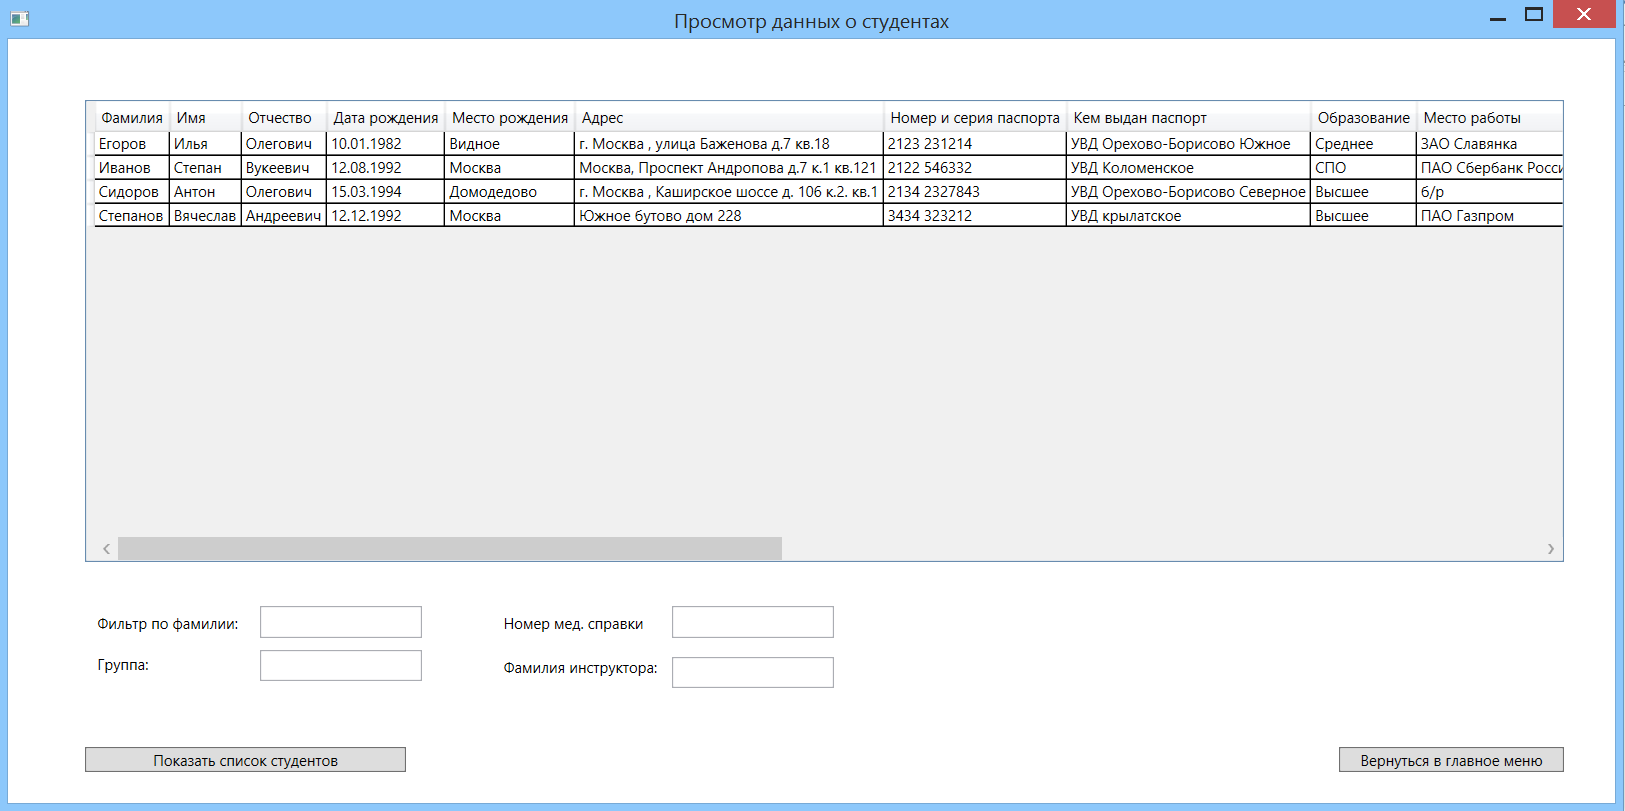 Просмотр данных о студентах
Фамилия Имя Отчество Дата рождения Место рождения Адрес Номер и серия паспорта Кем выдан паспорт Образование Место работы
Егоров Илья Олегович 10.01.1982 Видное г. Москва , улица Баженова д.7 кв.18 2123 231214 УВД Орехово-Борисово Южное Среднее ЗАО Славянка
Иванов Степан Вукеевич 12.08.1992 Москва Москва, Проспект Андропова д.7 к.1 кв.121 2122 546332 УВД Коломенское СПО ПАО Сбербанк Росси
Сидоров Антон Олегович 15.03.1994 Домодедово г. Москва , Каширское шоссе д. 106 к.2. кв.1 2134 2327843 УВД Орехово-Борисово Северное Высшее б/р
Степанов Вячеслав Андреевич 12.12.1992 Москва Южное бутово дом 228 3434 323212 УВД крылатское Высшее ПАО Газпром
Фильтр по фамилии: Номер мед. справки
Группа: Фамилия инструктора:
Показать список студентов Вернуться в главное меню